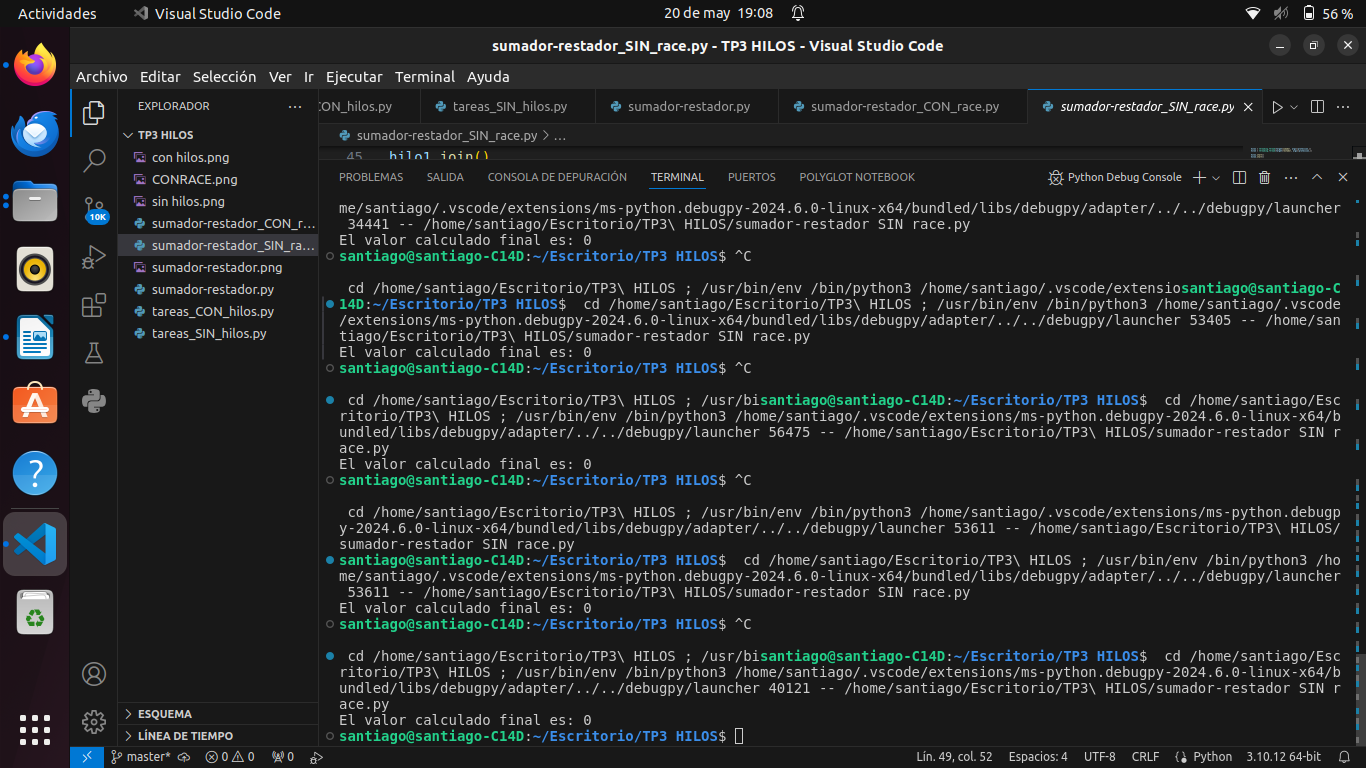 Actividades
Visual Studio Code
20 de may 19:08
56 %
sumador-restador_SIN_race.py - TP3 HILOS - Visual Studio Code
Archivo Editar Selección Ver Ir Ejecutar Terminal Ayuda
EXPLORADOR
TP3 HILOS
con hilos.png
CONRACE.png
sin hilos.png
sumador-restador_CON_r...
sumador-restador_SIN_ra...
sumador-restador.png
sumador-restador.py
tareas_CON_hilos.py
tareas_SIN_hilos.py
ESQUEMA
LÍNEA DE TIEMPO
10K
CON_hilos.py
tareas_SIN_hilos.py
sumador-restador.py
sumador-restador_CON_race.py
sumador-restador_SIN_race.py
sumador-restador_SIN_race.py > ...
45 hilo1.join()
PROBLEMAS SALIDA CONSOLA DE DEPURACIÓN TERMINAL PUERTOS POLYGLOT NOTEBOOK
Python Debug Console
me/santiago/.vscode/extensions/ms-python.debugpy-2024.6.0-linux-x64/bundled/libs/debugpy/adapter/../../debugpy/launcher
34441 -- /home/santiago/Escritorio/TP3\ HILOS/sumador-restador SIN race.py
El valor calculado final es: 0
santiago@santiago-C14D:~/Escritorio/TP3 HILOS$ ^C
cd /home/santiago/Escritorio/TP3\ HILOS ; /usr/bin/env /bin/python3 /home/santiago/.vscode/extensiosantiago@santiago-C
14D:~/Escritorio/TP3 HILOS$  cd /home/santiago/Escritorio/TP3\ HILOS ; /usr/bin/env /bin/python3 /home/santiago/.vscode
/extensions/ms-python.debugpy-2024.6.0-linux-x64/bundled/libs/debugpy/adapter/../../debugpy/launcher 53405 -- /home/san
tiago/Escritorio/TP3\ HILOS/sumador-restador SIN race.py
El valor calculado final es: 0
santiago@santiago-C14D:~/Escritorio/TP3 HILOS$ ^C
cd /home/santiago/Escritorio/TP3\ HILOS ; /usr/bisantiago@santiago-C14D:~/Escritorio/TP3 HILOS$  cd /home/santiago/Esc
ritorio/TP3\ HILOS ; /usr/bin/env /bin/python3 /home/santiago/.vscode/extensions/ms-python.debugpy-2024.6.0-linux-x64/b
undled/libs/debugpy/adapter/../../debugpy/launcher 56475 -- /home/santiago/Escritorio/TP3\ HILOS/sumador-restador SIN r
ace.py
El valor calculado final es: 0
santiago@santiago-C14D:~/Escritorio/TP3 HILOS$ ^C
cd /home/santiago/Escritorio/TP3\ HILOS ; /usr/bin/env /bin/python3 /home/santiago/.vscode/extensions/ms-python.debugp
y-2024.6.0-linux-x64/bundled/libs/debugpy/adapter/../../debugpy/launcher 53611 -- /home/santiago/Escritorio/TP3\ HILOS/
sumador-restador SIN race.py
santiago@santiago-C14D:~/Escritorio/TP3 HILOS$  cd /home/santiago/Escritorio/TP3\ HILOS ; /usr/bin/env /bin/python3 /ho
me/santiago/.vscode/extensions/ms-python.debugpy-2024.6.0-linux-x64/bundled/libs/debugpy/adapter/../../debugpy/launcher
53611 -- /home/santiago/Escritorio/TP3\ HILOS/sumador-restador SIN race.py
El valor calculado final es: 0
santiago@santiago-C14D:~/Escritorio/TP3 HILOS$ ^C
cd /home/santiago/Escritorio/TP3\ HILOS ; /usr/bisantiago@santiago-C14D:~/Escritorio/TP3 HILOS$  cd /home/santiago/Esc
ritorio/TP3\ HILOS ; /usr/bin/env /bin/python3 /home/santiago/.vscode/extensions/ms-python.debugpy-2024.6.0-linux-x64/b
undled/libs/debugpy/adapter/../../debugpy/launcher 40121 -- /home/santiago/Escritorio/TP3\ HILOS/sumador-restador SIN r
ace.py
El valor calculado final es: 0
santiago@santiago-C14D:~/Escritorio/TP3 HILOS$
master* 0 0 0
Lín. 49, col. 52 Espacios: 4 UTF-8 CRLF Python 3.10.12 64-bit